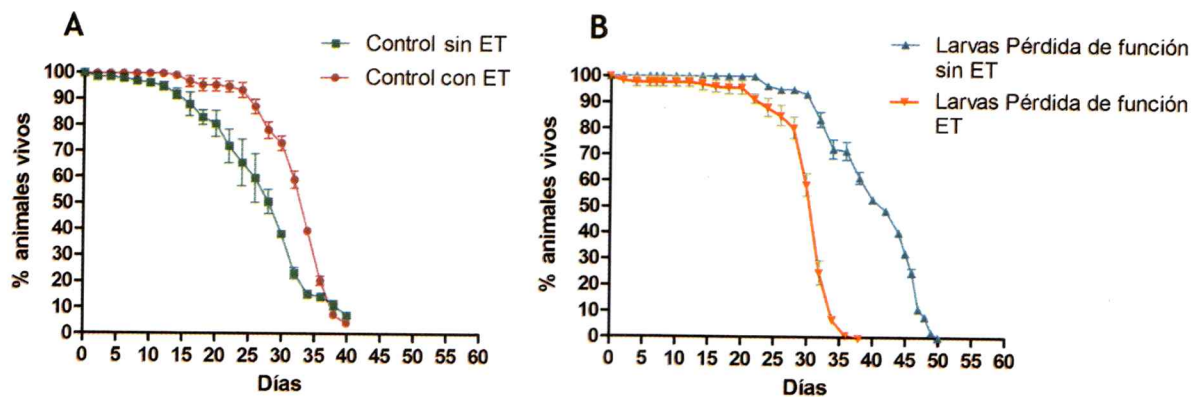 A
Control sin ET
Control con ET
% animales vivos
100
90
80
70
60
50
40
30
20
10
0
0 5 10 15 20 25 30 35 40 45 50 55 60
Días
B
Larvas Pérdida de función
sin ET
Larvas Pérdida de función
ET
% animales vivos
100
90
80
70
60
50
40
30
20
10
0
0 5 10 15 20 25 30 35 40 45 50 55 60
Días